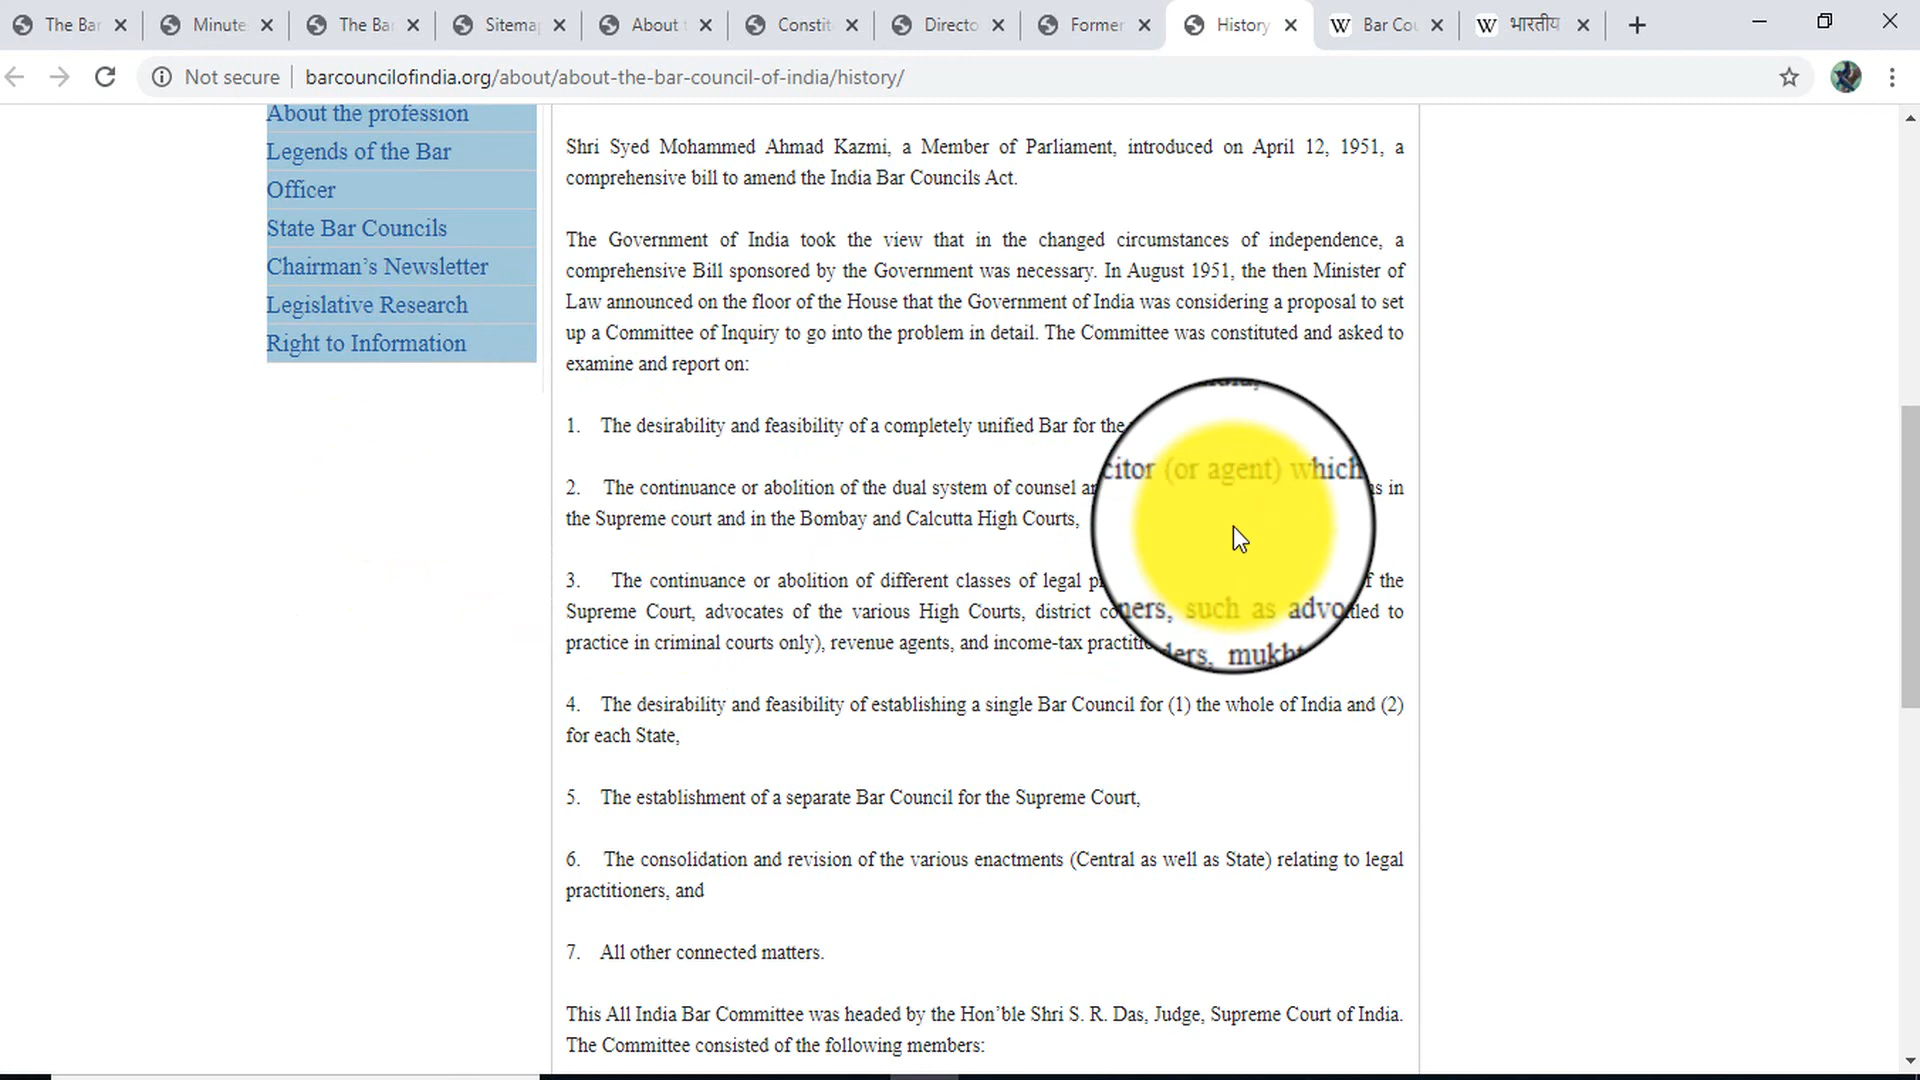 The Bar
Minute
The Bar
Sitema
About t
Constit
Directo
Former
History
Bar Cou
भारतीय
Not secure
barcouncilofindia.org/about/about-the-bar-council-of-india/history/
About the profession
Legends of the Bar
Officer
State Bar Councils
Chairman’s Newsletter
Legislative Research
Right to Information
Shri Syed Mohammed Ahmad Kazmi, a Member of Parliament, introduced on April 12, 1951, a
comprehensive bill to amend the India Bar Councils Act.
The Government of India took the view that in the changed circumstances of independence, a
comprehensive Bill sponsored by the Government was necessary. In August 1951, the then Minister of
Law announced on the floor of the House that the Government of India was considering a proposal to set
up a Committee of Inquiry to go into the problem in detail. The Committee was constituted and asked to
examine and report on:
1. The desirability and feasibility of a completely unified Bar for the
citor (or agent) which
2. The continuance or abolition of the dual system of counsel in
the Supreme court and in the Bombay and Calcutta High Courts,
3. The continuance or abolition of different classes of legal the
Supreme Court, advocates of the various High Courts, district ners, such as advo to
practice in criminal courts only), revenue agents, and income-tax ders, mukht
4. The desirability and feasibility of establishing a single Bar Council for (1) the whole of India and (2)
for each State,
5. The establishment of a separate Bar Council for the Supreme Court,
6. The consolidation and revision of the various enactments (Central as well as State) relating to legal
practitioners, and
7. All other connected matters.
This All India Bar Committee was headed by the Hon’ble Shri S. R. Das, Judge, Supreme Court of India.
The Committee consisted of the following members: